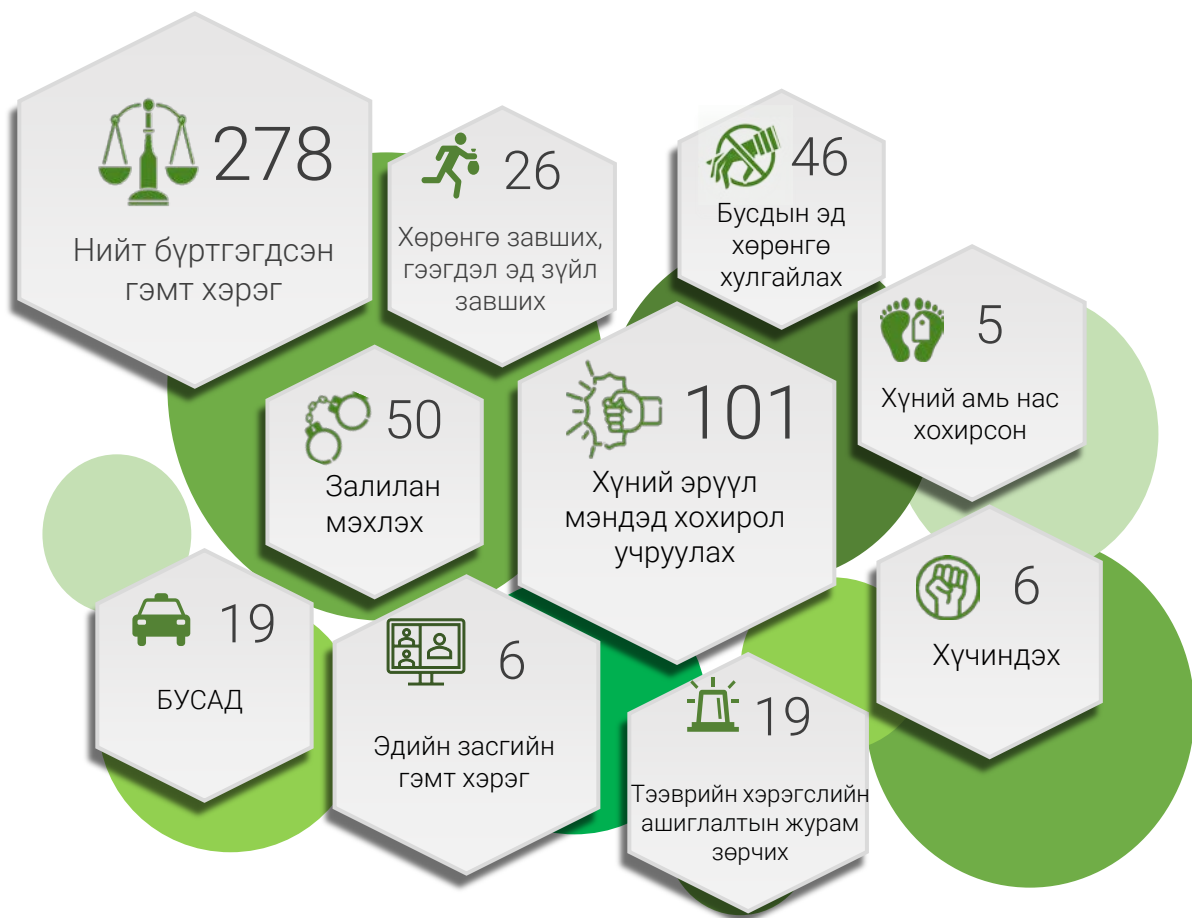 278
Нийт бүртгэгдсэн
гэмт хэрэг
26
Хөрөнгө завших,
гээгдэл эд зүйл
завших
46
Бусдын эд
хөрөнгө
хулгайлах
5
Хүний амь нас
хохирсон
50
Залилан
мэхлэх
101
Хүний эрүүл
мэндэд хохирол
учруулах
6
Хүчиндэх
19
БУСАД
6
Эдийн засгийн
гэмт хэрэг
19
Тээврийн хэрэгслийн
ашиглалтын журам
зөрчих